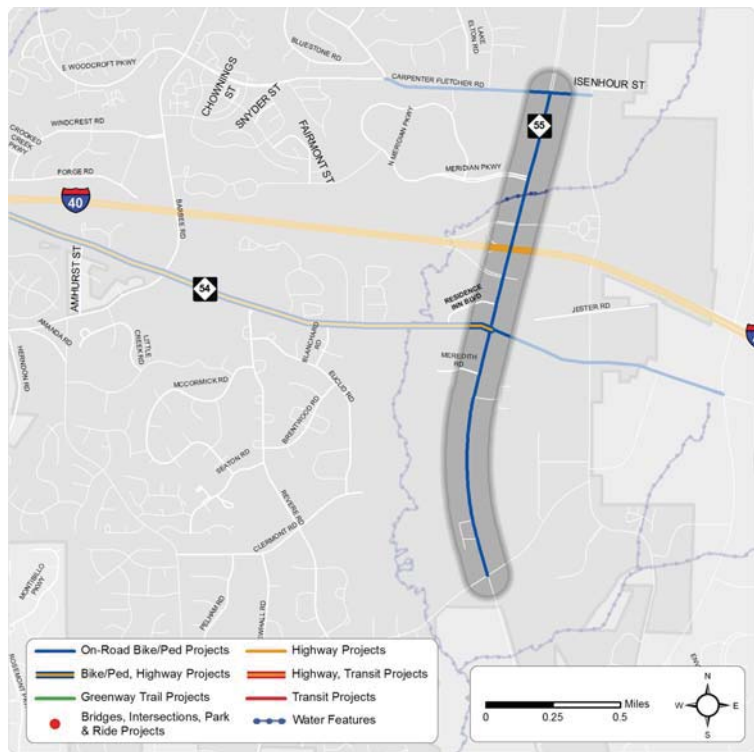 BLUESTONE RD
LAKE
ELTON RD
E WOODCROFT PKWY
CHOWNINGS
ST
SNYDER ST
CARPENTER FLETCHER RD
ISENHOUR ST
55
WINDCREST RD
CROOKED
CREEK PKWY
FAIRMONT ST
N MERIDIAN PKWY
MERIDIAN PKWY
FORGE RD
40
BARBEE RD
AMHURST ST
54
RESIDENCE
INN BLVD
JESTER RD
AMANDA RD
LITTLE
CREEK RD
BLANCHARD RD
HERNDON RD
MCCORMICK RD
EUCLID RD
MEREDITH
RD
BRENTWOOD RD
SEATON RD
REVERE RD
CLERMONT RD
MONTIBILLO
PKWY
PELHAM RD
On-Road Bike/Ped Projects
Highway Projects
Bike/Ped, Highway Projects
Highway, Transit Projects
Greenway Trail Projects
Transit Projects
Bridges, Intersections, Park
& Ride Projects
Water Features
Miles
0
0.25
0.5
N
W
E
S